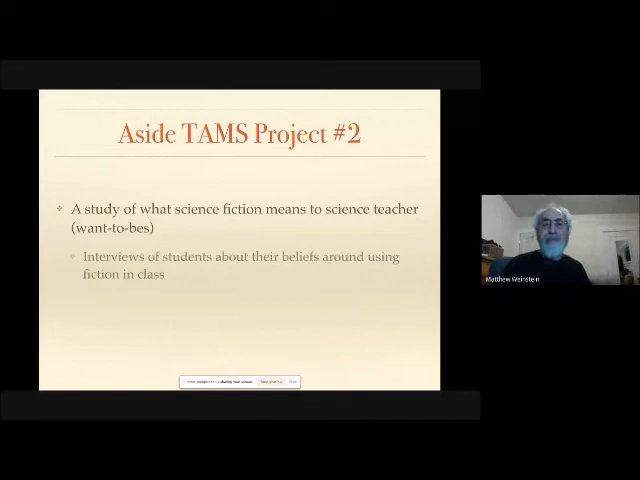 Aside TAMS Project #2
A study of what science fiction means to science teacher
(want-to-bes)
Interviews of students about their beliefs around using
fiction in class
Matthew Weinstein